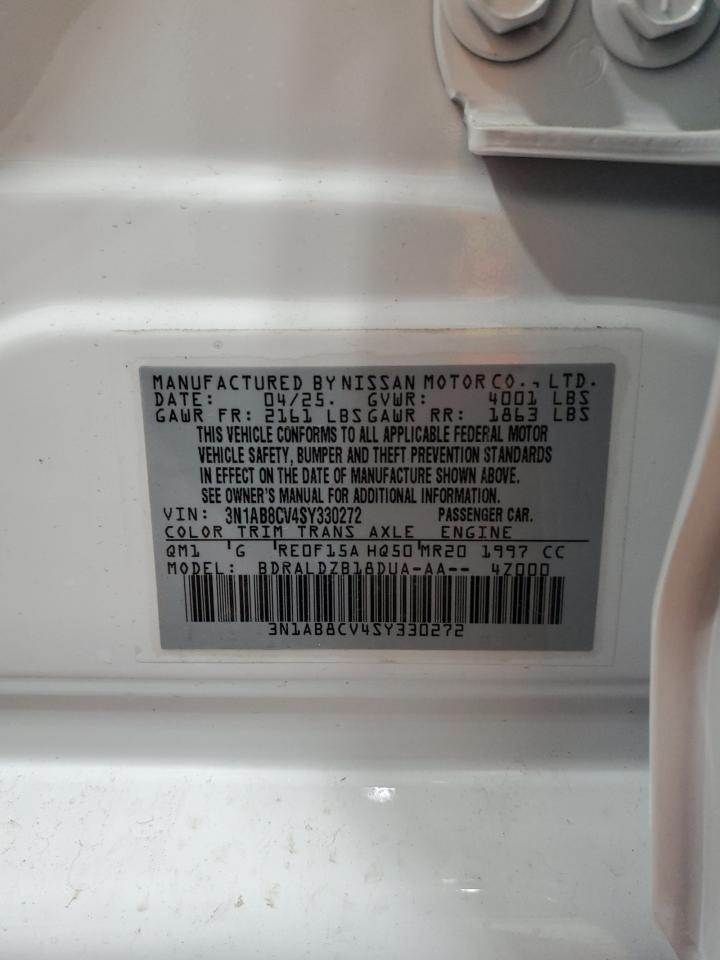 MANUFACTURED BY NISSAN MOTOR CO., LTD.
DATE: 04/25. GVWR: 4001 LBS
GAWR FR: 2161 LBS GAWR RR: 1863 LBS
THIS VEHICLE CONFORMS TO ALL APPLICABLE FEDERAL MOTOR
VEHICLE SAFETY, BUMPER AND THEFT PREVENTION STANDARDS
IN EFFECT ON THE DATE OF MANUFACTURE SHOWN ABOVE.
SEE OWNER'S MANUAL FOR ADDITIONAL INFORMATION.
VIN: 3N1AB8CV4SY330272 PASSENGER CAR.
COLOR TRIM TRANS AXLE ENGINE
QM1 G RE0F15A HQ50 MR20 1997 CC
MODEL: BDRALDZB18DUA-AA-- 4Z000
3N1AB8CV4SY330272